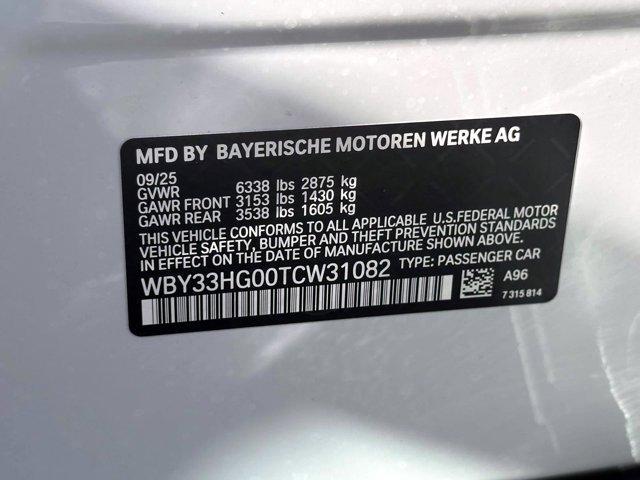 MFD BY BAYERISCHE MOTOREN WERKE AG
09/25
GVWR 6338 lbs 2875 kg
GAWR FRONT 3153 lbs 1430 kg
GAWR REAR 3538 lbs 1605 kg
THIS VEHICLE CONFORMS TO ALL APPLICABLE U.S.FEDERAL MOTOR
VEHICLE SAFETY, BUMPER AND THEFT PREVENTION STANDARDS
IN EFFECT ON THE DATE OF MANUFACTURE SHOWN ABOVE.
WBY33HG00TCW31082 TYPE: PASSENGER CAR
A96
7 315 814